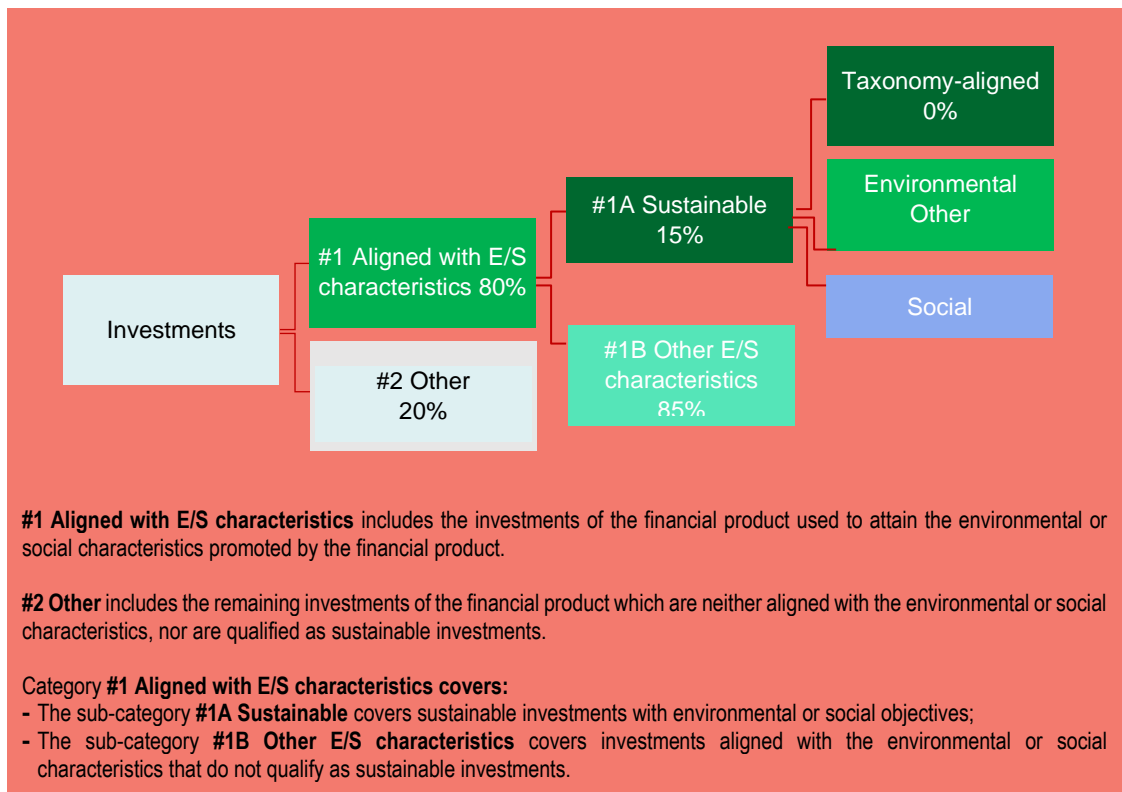 Taxonomy-aligned
0%
Environmental
Other
#1A Sustainable
15%
#1 Aligned with E/S
characteristics 80%
Social
Investments
#1B Other E/S
characteristics
85%
#2 Other
20%
#1 Aligned with E/S characteristics includes the investments of the financial product used to attain the environmental or
social characteristics promoted by the financial product.
#2 Other includes the remaining investments of the financial product which are neither aligned with the environmental or social
characteristics, nor are qualified as sustainable investments.
Category #1 Aligned with E/S characteristics covers:
- The sub-category #1A Sustainable covers sustainable investments with environmental or social objectives;
- The sub-category #1B Other E/S characteristics covers investments aligned with the environmental or social
characteristics that do not qualify as sustainable investments.